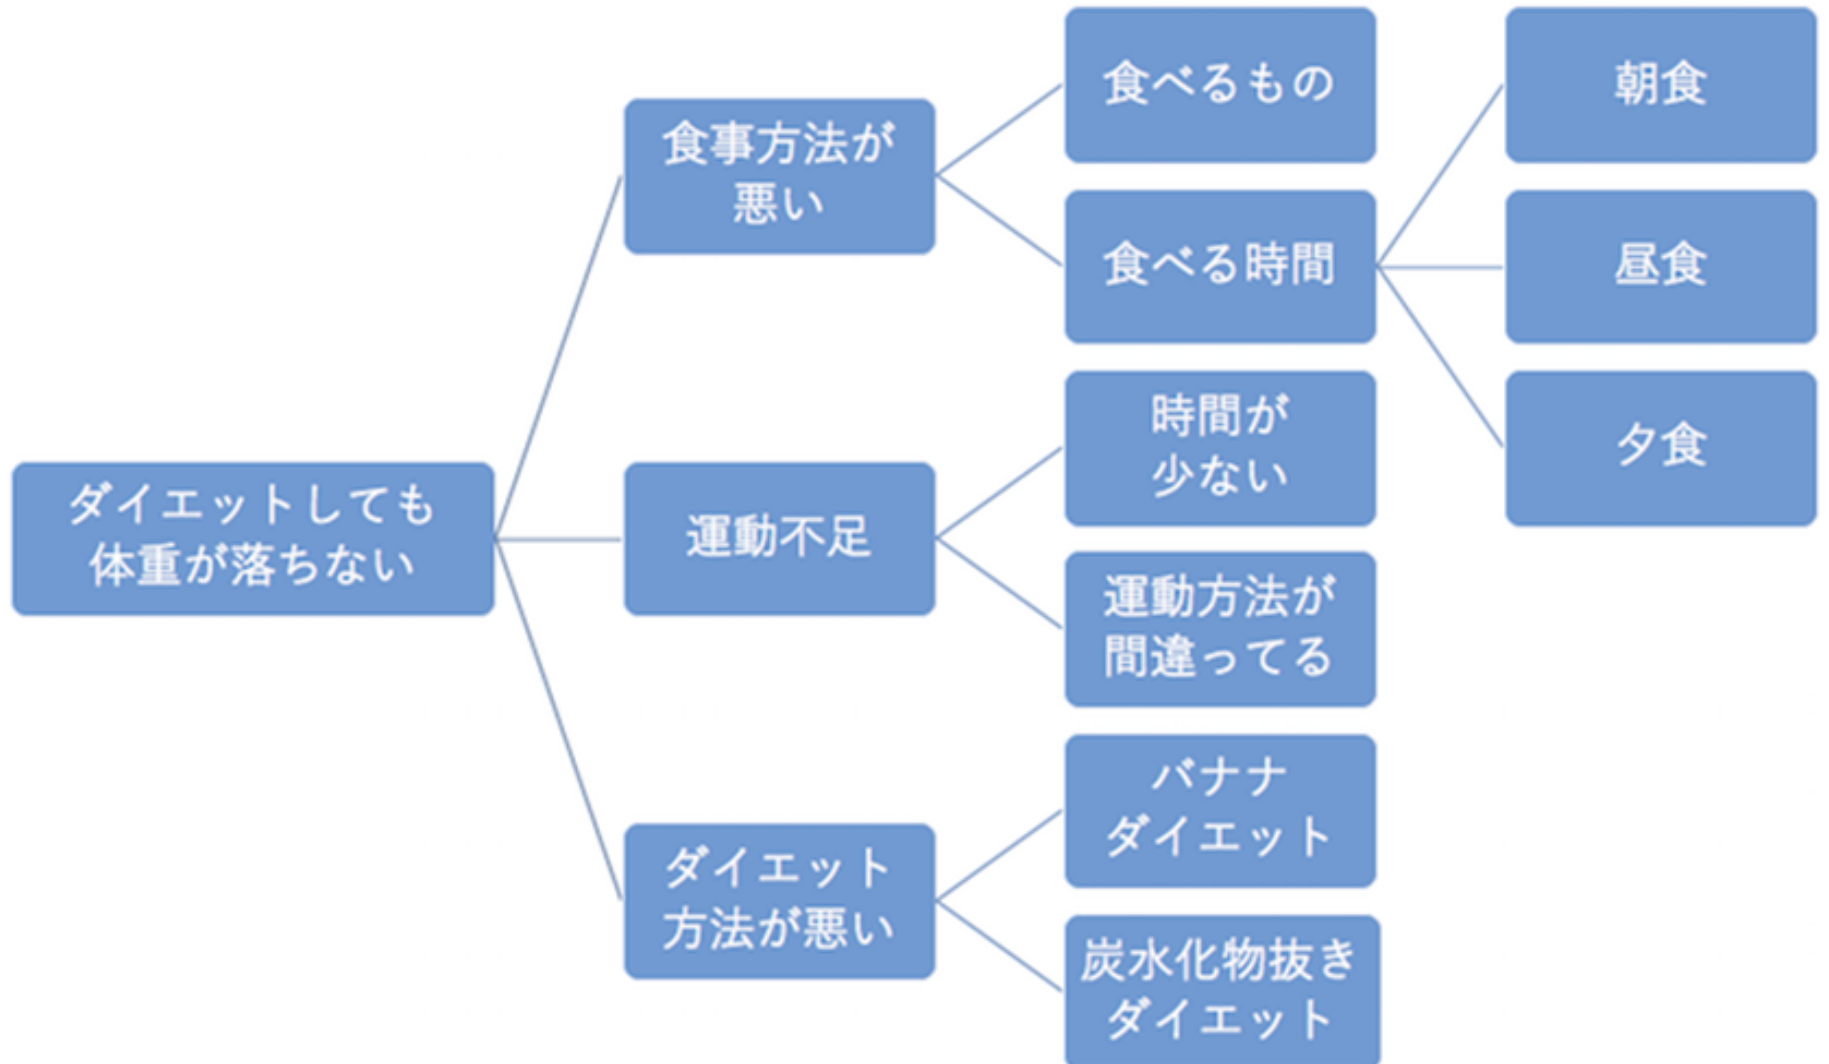 ダイエットしても
体重が落ちない
食事方法が
悪い
食べるもの
食べる時間
朝食
昼食
夕食
運動不足
時間が
少ない
運動方法が
間違ってる
ダイエット
方法が悪い
バナナ
ダイエット
炭水化物抜き
ダイエット